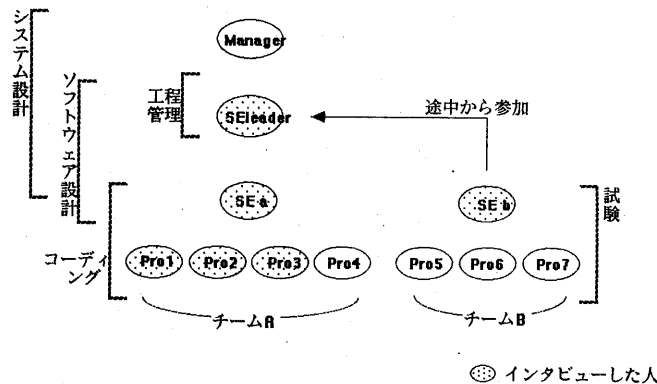 システム設計
ソフトウェア設計
工程
管理
Manager
SEleader
途中から参加
SE a
SE b
試験
コーディ
ング
Pro1
Pro2
Pro3
Pro4
Pro5
Pro6
Pro7
チームA
チームB
インタビューした人